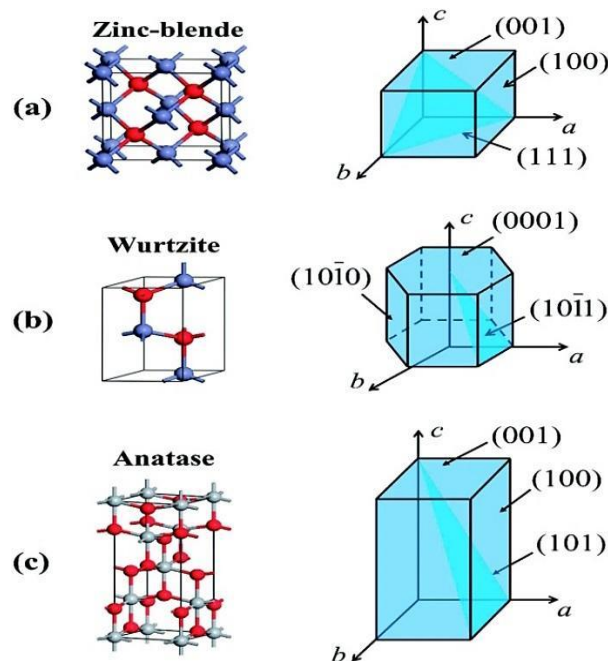 Zinc-blende
(a)
c
(001)
(100)
a
(111)
b
Wurtzite
(b)
c
(0001)
(101̅0)
(101̅1)
a
b
Anatase
(c)
c
(001)
(100)
(101)
a
b